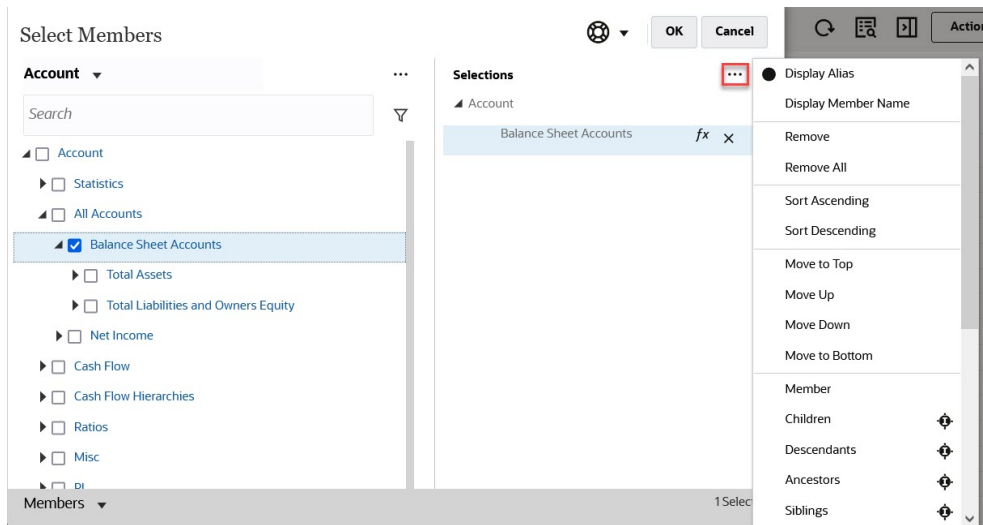 Select Members
OK
Cancel
Action
Account
...
Search
Account
Statistics
All Accounts
Balance Sheet Accounts
Total Assets
Total Liabilities and Owners Equity
Net Income
Cash Flow
Cash Flow Hierarchies
Ratios
Misc
PL
Members
Selections
...
Account
Balance Sheet Accounts
fx
1 Selec
Display Alias
Display Member Name
Remove
Remove All
Sort Ascending
Sort Descending
Move to Top
Move Up
Move Down
Move to Bottom
Member
Children
Descendants
Ancestors
Siblings